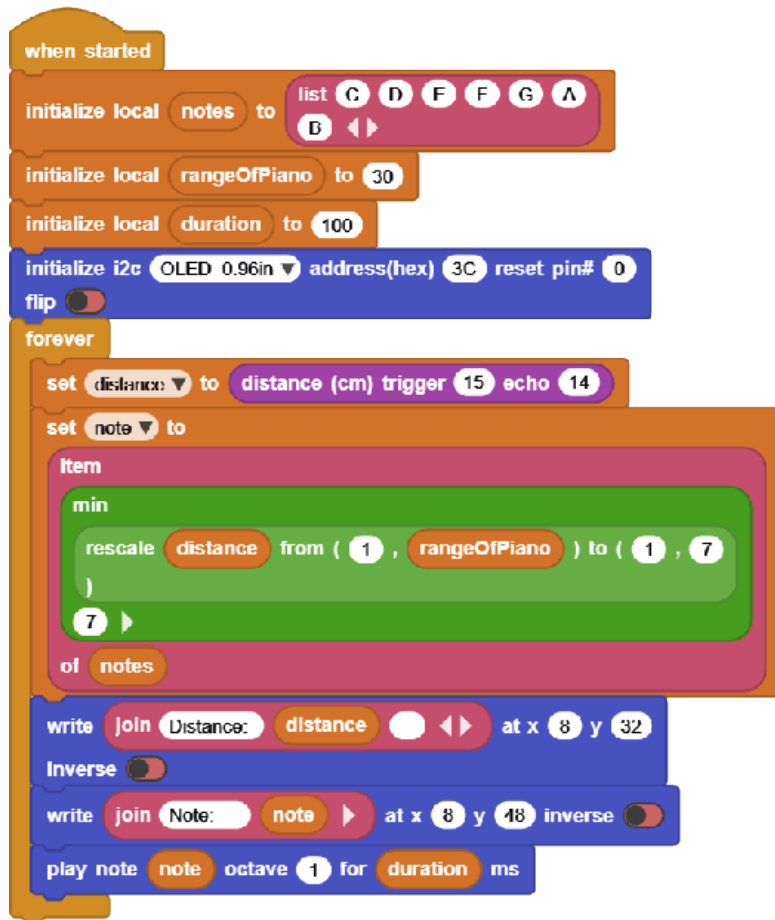 when started
initialize local notes to list C D E F G A
B
initialize local rangeOfPiano to 30
initialize local duration to 100
initialize i2c OLED 0.96in address(hex) 3C reset pin# 0
flip
forever
set distance to distance (cm) trigger 15 echo 14
set note to
item
min
rescale distance from ( 1 , rangeOfPiano ) to ( 1 , 7
)
7
of notes
write join Distance: distance at x 8 y 32
inverse
write join Note: note at x 8 y 48 inverse
play note note octave 1 for duration ms